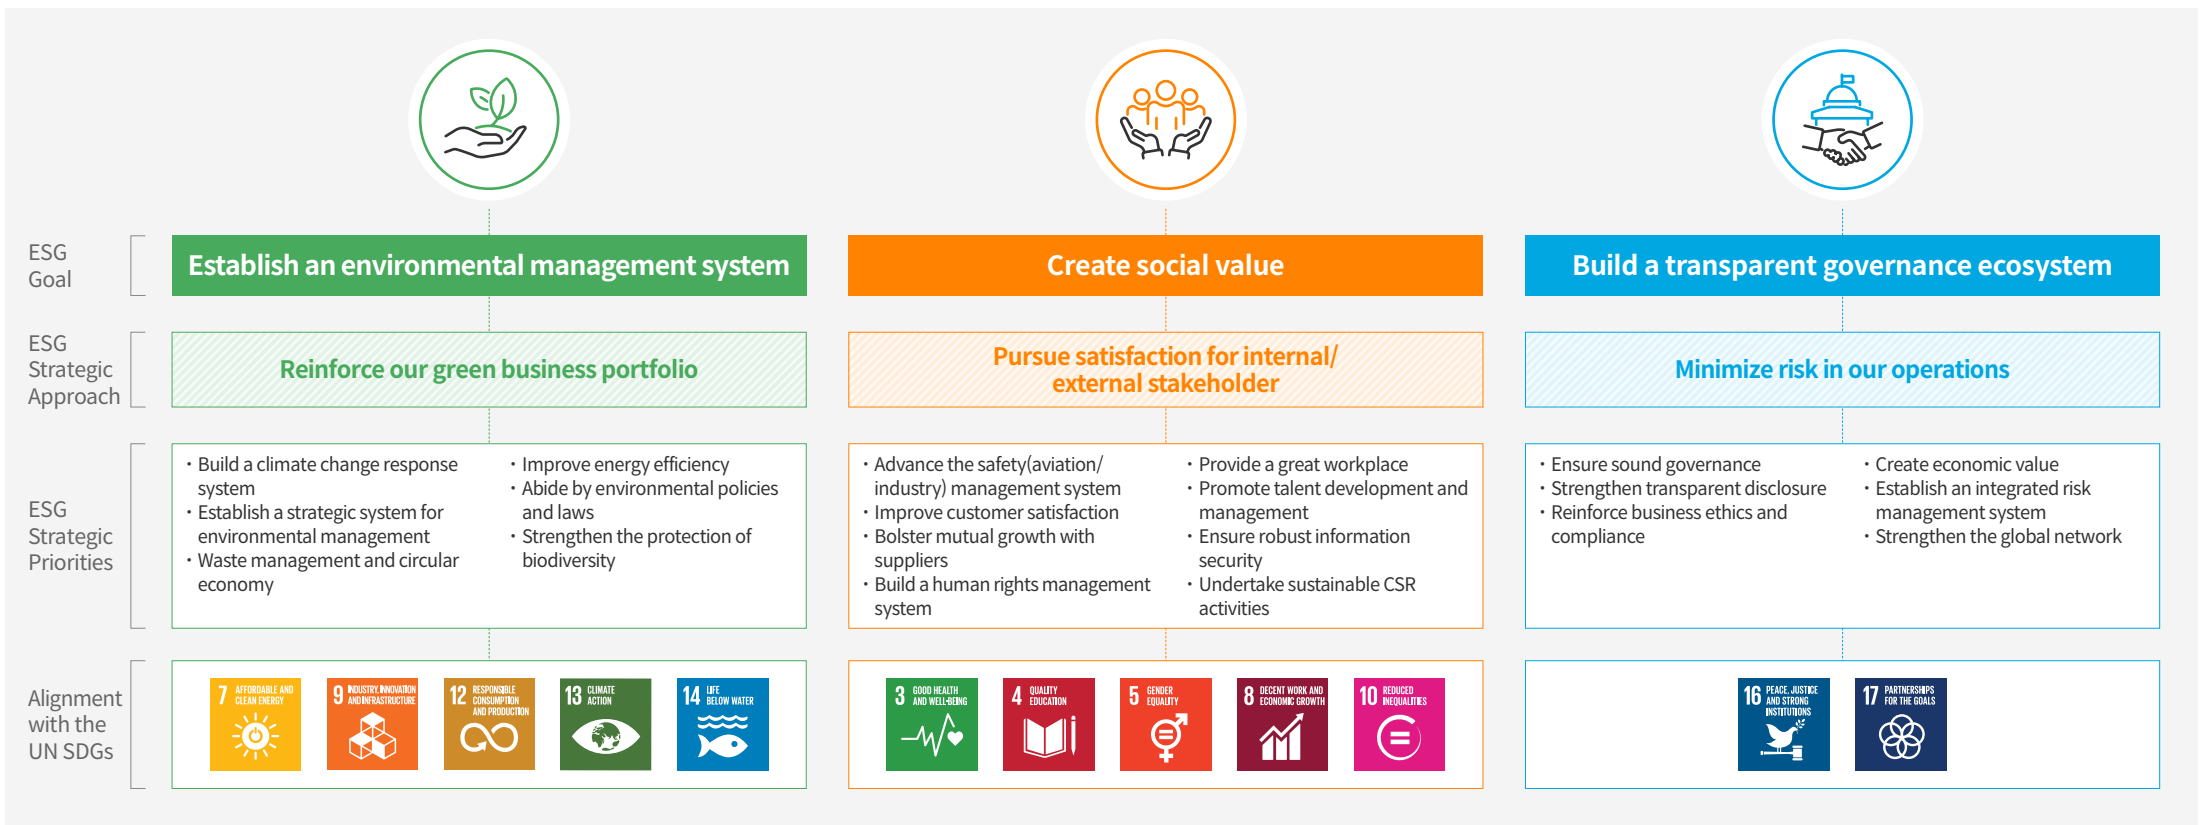 ESG
Goal
Establish an environmental management system
Create social value
Build a transparent governance ecosystem
ESG
Strategic
Approach
Reinforce our green business portfolio
Pursue satisfaction for internal/
external stakeholder
Minimize risk in our operations
ESG
Strategic
Priorities
· Build a climate change response
system
· Establish a strategic system for
environmental management
· Waste management and circular
economy
· Improve energy efficiency
· Abide by environmental policies
and laws
· Strengthen the protection of
biodiversity
· Advance the safety(aviation/
industry) management system
· Improve customer satisfaction
· Bolster mutual growth with
suppliers
· Build a human rights management
system
· Provide a great workplace
· Promote talent development and
management
· Ensure robust information
security
· Undertake sustainable CSR
activities
· Ensure sound governance
· Strengthen transparent disclosure
· Reinforce business ethics and
compliance
· Create economic value
· Establish an integrated risk
management system
· Strengthen the global network
Alignment
with the
UN SDGs
7 AFFORDABLE AND
CLEAN ENERGY
9 INDUSTRY, INNOVATION
AND INFRASTRUCTURE
12 RESPONSIBLE
CONSUMPTION
AND PRODUCTION
13 CLIMATE
ACTION
14 LIFE
BELOW WATER
3 GOOD HEALTH
AND WELL-BEING
4 QUALITY
EDUCATION
5 GENDER
EQUALITY
8 DECENT WORK AND
ECONOMIC GROWTH
10 REDUCED
INEQUALITIES
16 PEACE, JUSTICE
AND STRONG
INSTITUTIONS
17 PARTNERSHIPS
FOR THE GOALS